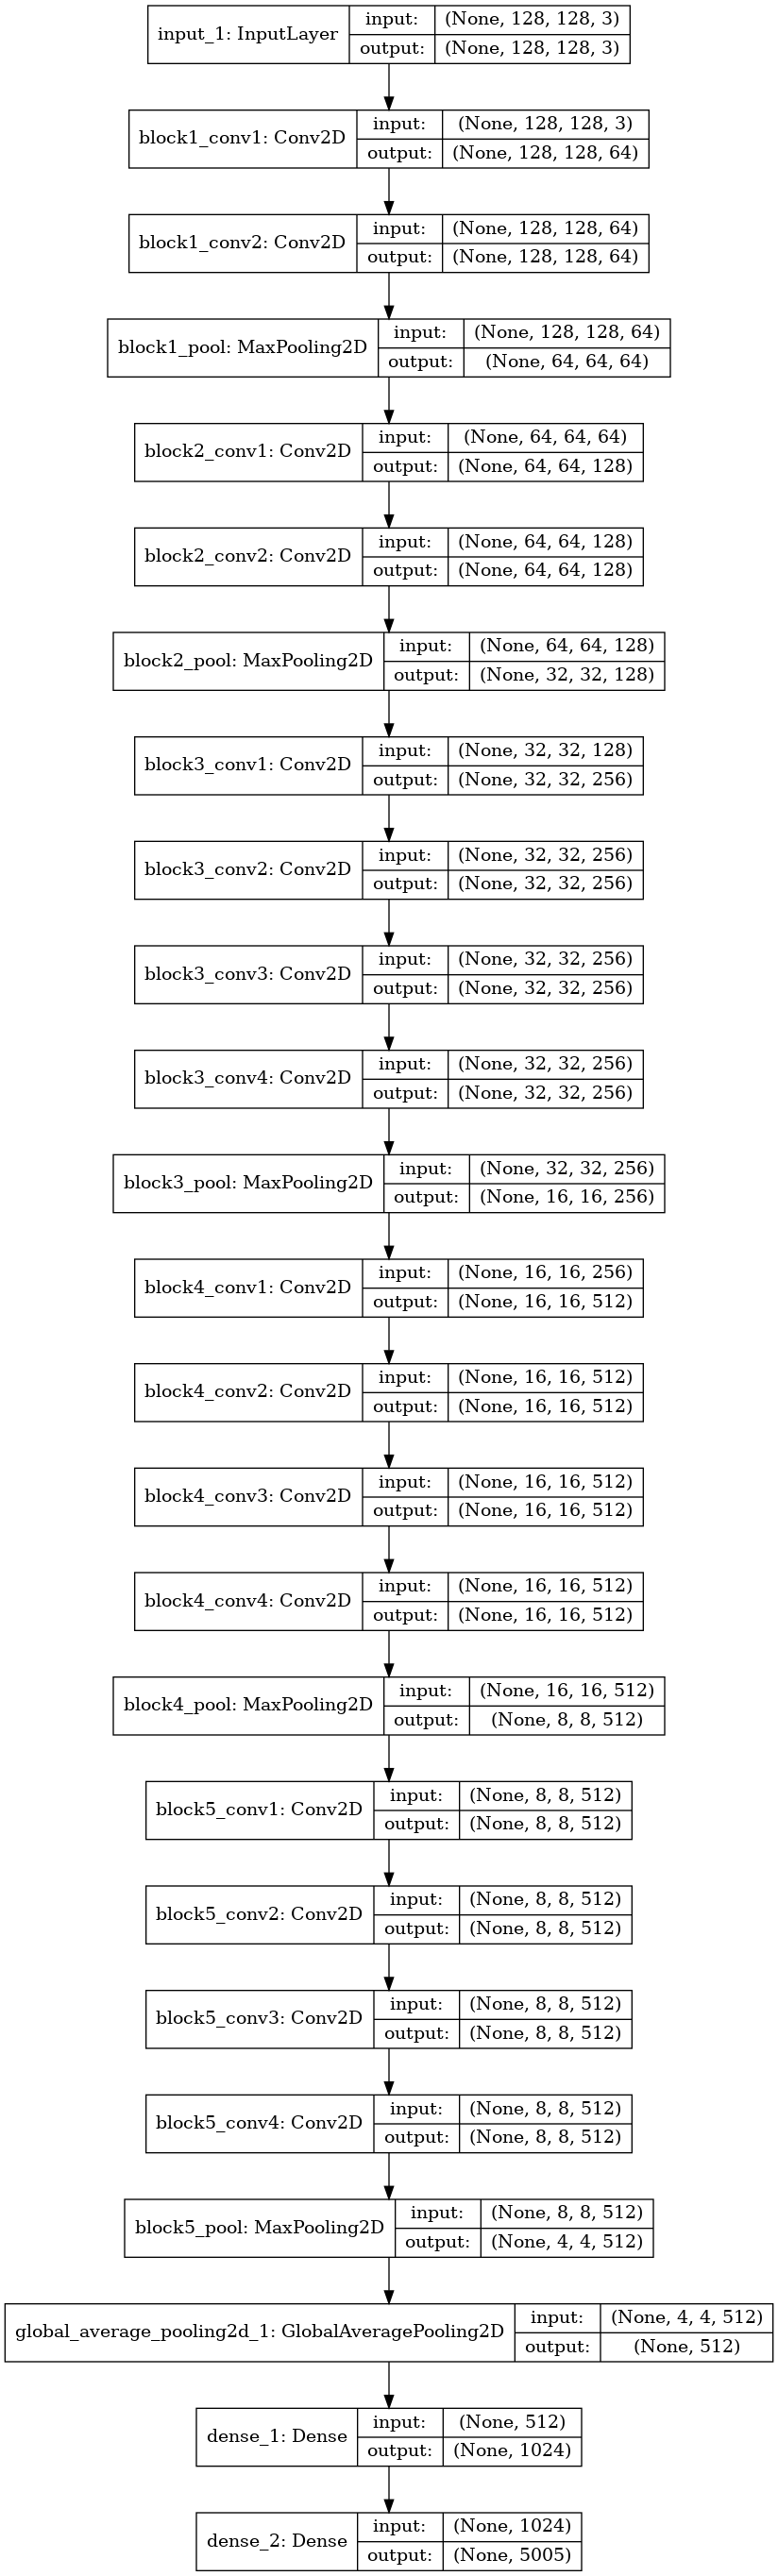 input_1: InputLayer
input: (None, 128, 128, 3)
output: (None, 128, 128, 3)
block1_conv1: Conv2D
input: (None, 128, 128, 3)
output: (None, 128, 128, 64)
block1_conv2: Conv2D
input: (None, 128, 128, 64)
output: (None, 128, 128, 64)
block1_pool: MaxPooling2D
input: (None, 128, 128, 64)
output: (None, 64, 64, 64)
block2_conv1: Conv2D
input: (None, 64, 64, 64)
output: (None, 64, 64, 128)
block2_conv2: Conv2D
input: (None, 64, 64, 128)
output: (None, 64, 64, 128)
block2_pool: MaxPooling2D
input: (None, 64, 64, 128)
output: (None, 32, 32, 128)
block3_conv1: Conv2D
input: (None, 32, 32, 128)
output: (None, 32, 32, 256)
block3_conv2: Conv2D
input: (None, 32, 32, 256)
output: (None, 32, 32, 256)
block3_conv3: Conv2D
input: (None, 32, 32, 256)
output: (None, 32, 32, 256)
block3_conv4: Conv2D
input: (None, 32, 32, 256)
output: (None, 32, 32, 256)
block3_pool: MaxPooling2D
input: (None, 32, 32, 256)
output: (None, 16, 16, 256)
block4_conv1: Conv2D
input: (None, 16, 16, 256)
output: (None, 16, 16, 512)
block4_conv2: Conv2D
input: (None, 16, 16, 512)
output: (None, 16, 16, 512)
block4_conv3: Conv2D
input: (None, 16, 16, 512)
output: (None, 16, 16, 512)
block4_conv4: Conv2D
input: (None, 16, 16, 512)
output: (None, 16, 16, 512)
block4_pool: MaxPooling2D
input: (None, 16, 16, 512)
output: (None, 8, 8, 512)
block5_conv1: Conv2D
input: (None, 8, 8, 512)
output: (None, 8, 8, 512)
block5_conv2: Conv2D
input: (None, 8, 8, 512)
output: (None, 8, 8, 512)
block5_conv3: Conv2D
input: (None, 8, 8, 512)
output: (None, 8, 8, 512)
block5_conv4: Conv2D
input: (None, 8, 8, 512)
output: (None, 8, 8, 512)
block5_pool: MaxPooling2D
input: (None, 8, 8, 512)
output: (None, 4, 4, 512)
global_average_pooling2d_1: GlobalAveragePooling2D
input: (None, 4, 4, 512)
output: (None, 512)
dense_1: Dense
input: (None, 512)
output: (None, 1024)
dense_2: Dense
input: (None, 1024)
output: (None, 5005)